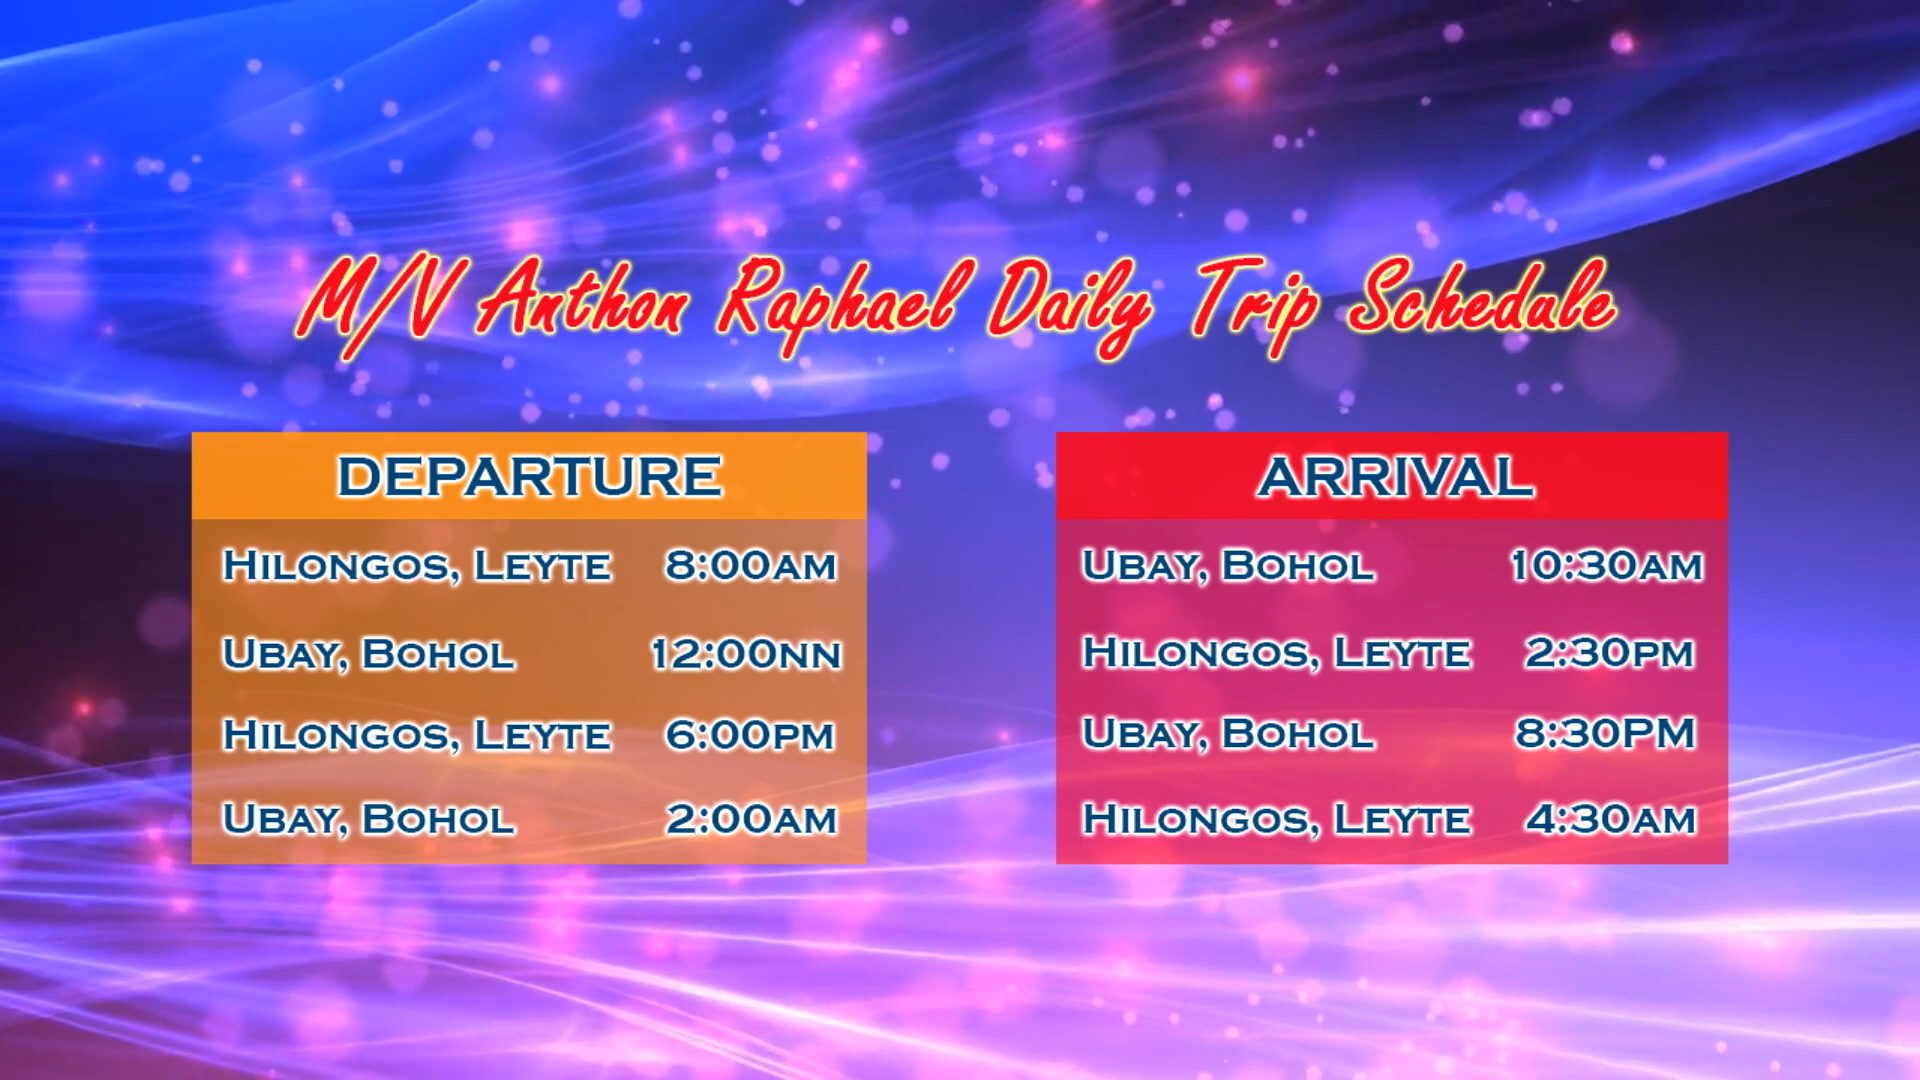 M/V Anthon Raphael Daily Trip Schedule
DEPARTURE
Hilongos, Leyte 8:00am
Ubay, Bohol 12:00nn
Hilongos, Leyte 6:00pm
Ubay, Bohol 2:00am
ARRIVAL
Ubay, Bohol 10:30am
Hilongos, Leyte 2:30pm
Ubay, Bohol 8:30PM
Hilongos, Leyte 4:30am